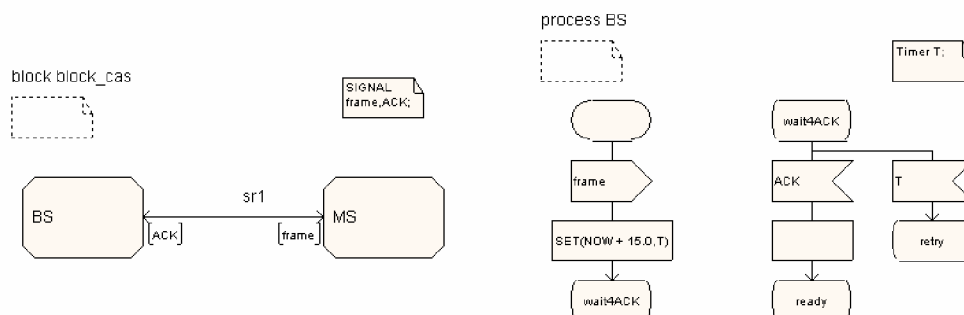 block block_cas
SIGNAL
frame,ACK;
BS
sr1
MS
[ACK]
[frame]
process BS
Timer T;
frame
SET(NOW + 15.0,T)
wait4ACK
wait4ACK
ACK
T
ready
retry